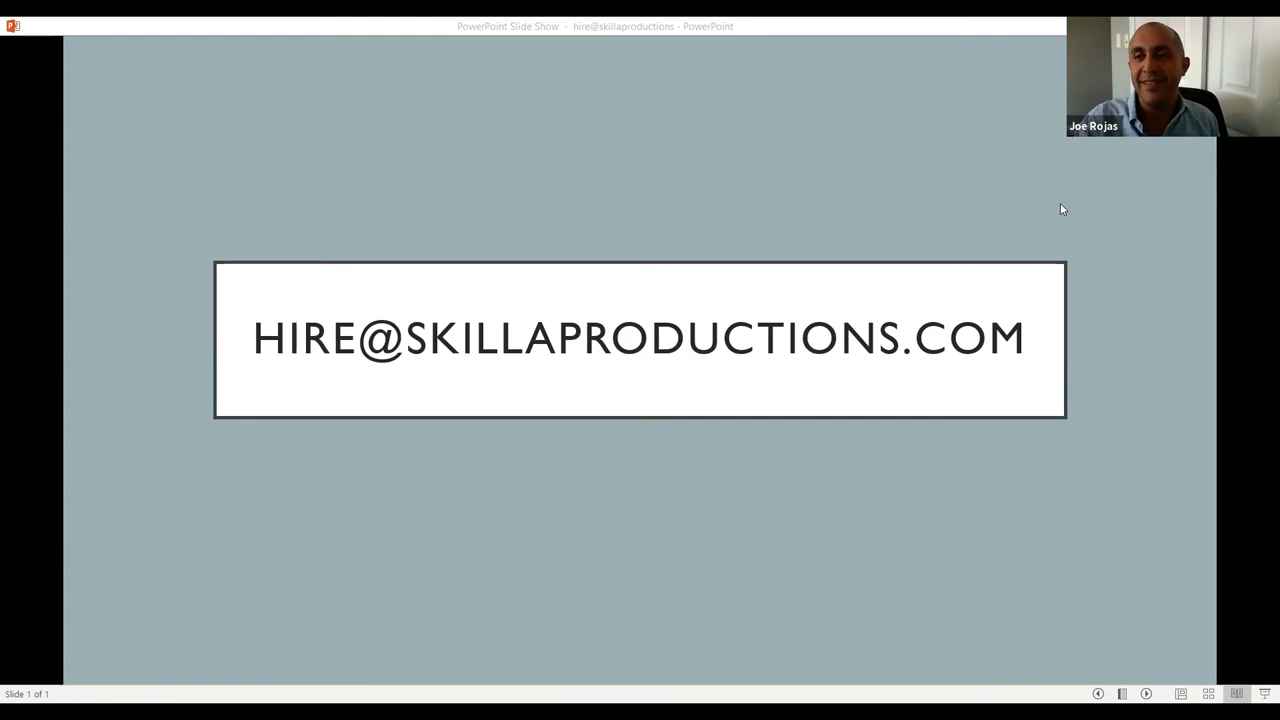 PowerPoint Slide Show - hire@skillaproductions - PowerPoint
Joe Rojas
HIRE@SKILLAPRODUCTIONS.COM
Slide 1 of 1